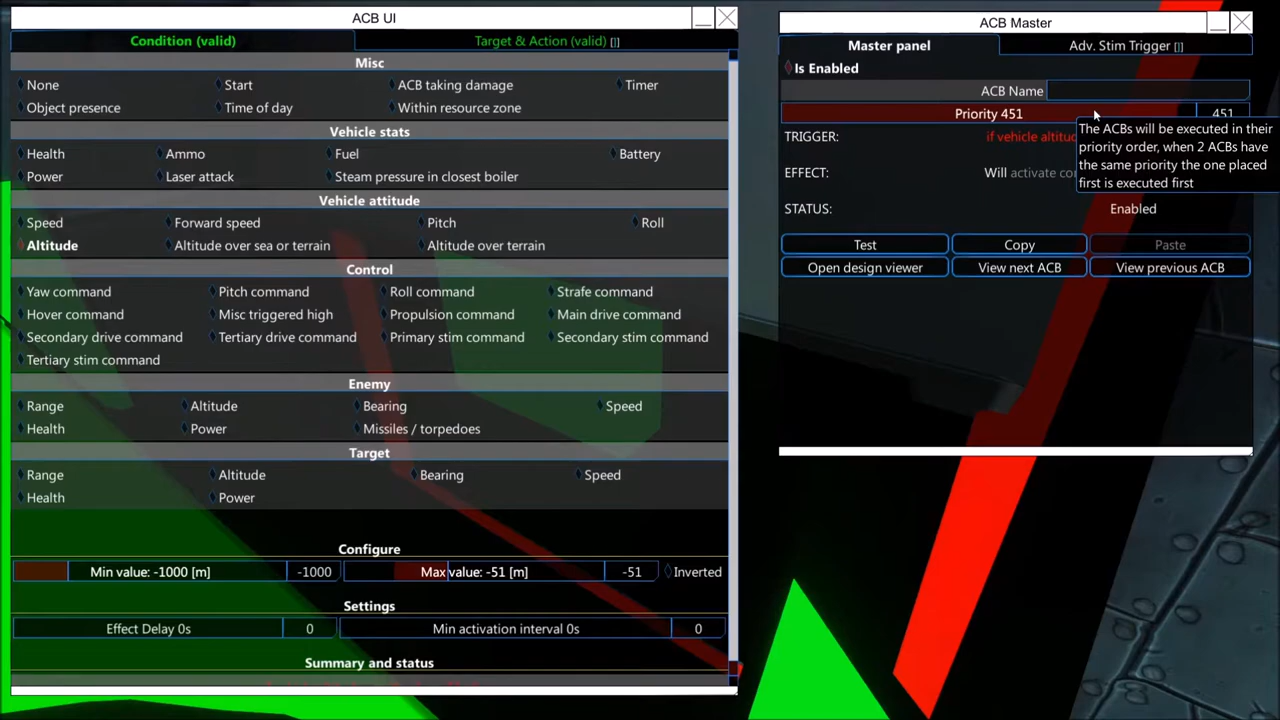 ACB UI
Condition (valid)
Target & Action (valid) []
Misc
None Start ACB taking damage Timer
Object presence Time of day Within resource zone
Vehicle stats
Health Ammo Fuel Battery
Power Laser attack Steam pressure in closest boiler
Vehicle attitude
Speed Forward speed Pitch Roll
Altitude Altitude over sea or terrain Altitude over terrain
Control
Yaw command Pitch command Roll command Strafe command
Hover command Misc triggered high Propulsion command Main drive command
Secondary drive command Tertiary drive command Primary stim command Secondary stim command
Tertiary stim command
Enemy
Range Altitude Bearing Speed
Health Power Missiles / torpedoes
Target
Range Altitude Bearing Speed
Health Power
Configure
Min value: -1000 [m] -1000 Max value: -51 [m] -51 Inverted
Settings
Effect Delay 0s 0 Min activation interval 0s 0
Summary and status
ACB Master
Master panel
Adv. Stim Trigger []
Is Enabled
ACB Name
Priority 451 451
TRIGGER: if vehicle
EFFECT: Will activate
STATUS: Enabled
The ACBs will be executed in their
priority order, when 2 ACBs have
the same priority the one placed
first is executed first
Test Copy Paste
Open design viewer View next ACB View previous ACB